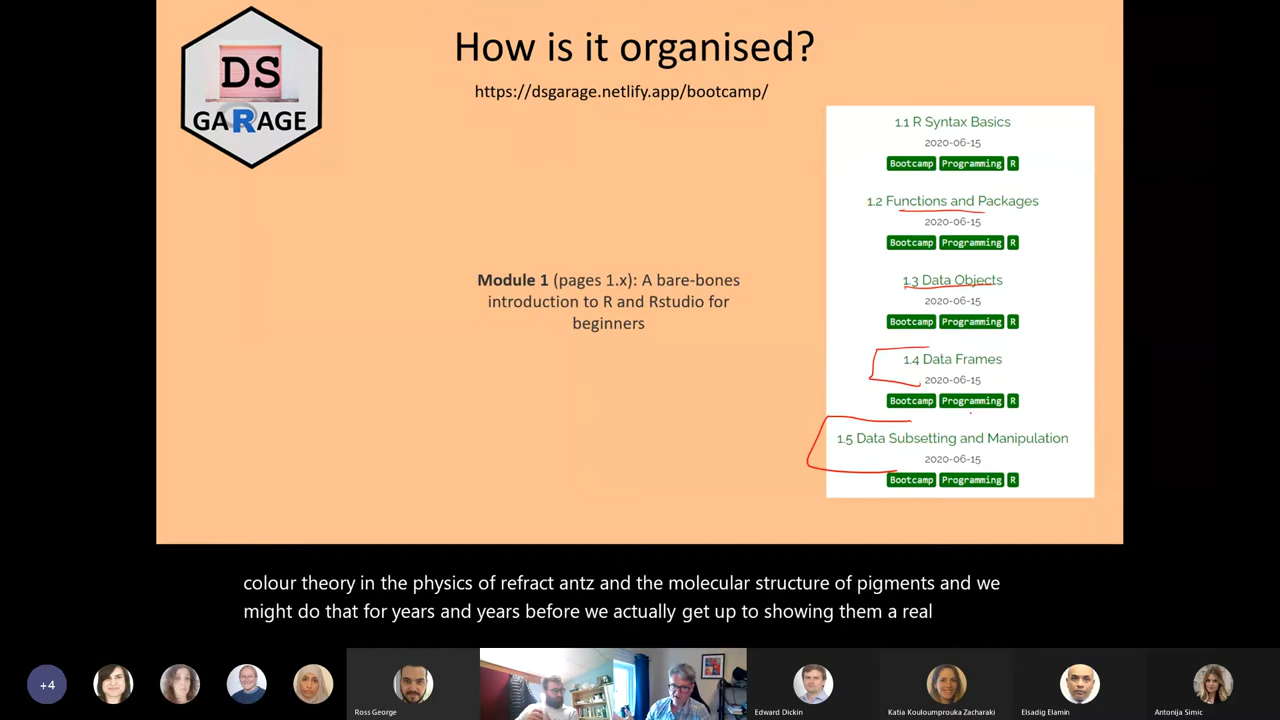 DS
GARAGE
How is it organised?
https://dsgarage.netlify.app/bootcamp/
1.1 R Syntax Basics
2020-06-15
Bootcamp Programming R
1.2 Functions and Packages
2020-06-15
Bootcamp Programming R
1.3 Data Objects
2020-06-15
Bootcamp Programming R
1.4 Data Frames
2020-06-15
Bootcamp Programming R
1.5 Data Subsetting and Manipulation
2020-06-15
Bootcamp Programming R
Module 1 (pages 1.x): A bare-bones
introduction to R and Rstudio for
beginners
colour theory in the physics of refract antz and the molecular structure of pigments and we
might do that for years and years before we actually get up to showing them a real
+4
Ross George
Edward Dickin
Katia Kouloumprouka Zacharaki
Elsadig Elamin
Antonija Simic